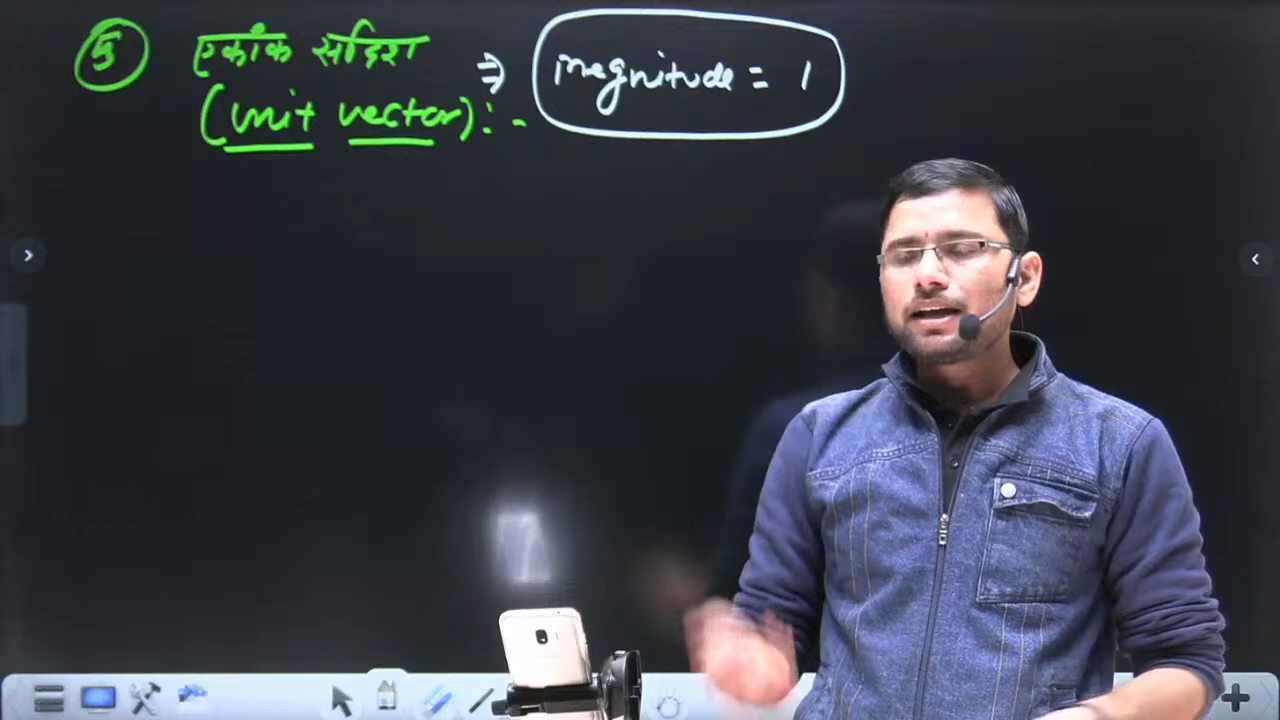 5 एकांक सदिश
(unit vector) :- ⇒ magnitude = 1